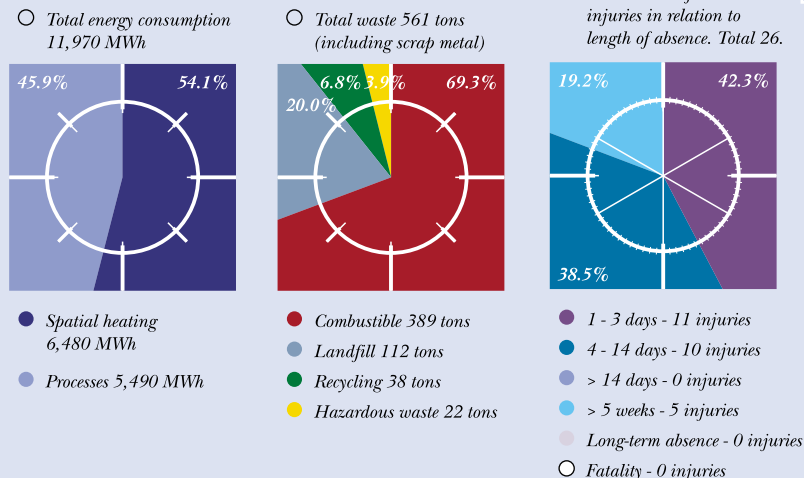 Total energy consumption
11,970 MWh
45.9%
54.1%
Spatial heating
6,480 MWh
Processes 5,490 MWh
Total waste 561 tons
(including scrap metal)
6.8%
3.9%
69.3%
20.0%
Combustible 389 tons
Landfill 112 tons
Recycling 38 tons
Hazardous waste 22 tons
injuries in relation to
length of absence. Total 26.
19.2%
42.3%
38.5%
1 - 3 days - 11 injuries
4 - 14 days - 10 injuries
> 14 days - 0 injuries
> 5 weeks - 5 injuries
Long-term absence - 0 injuries
Fatality - 0 injuries